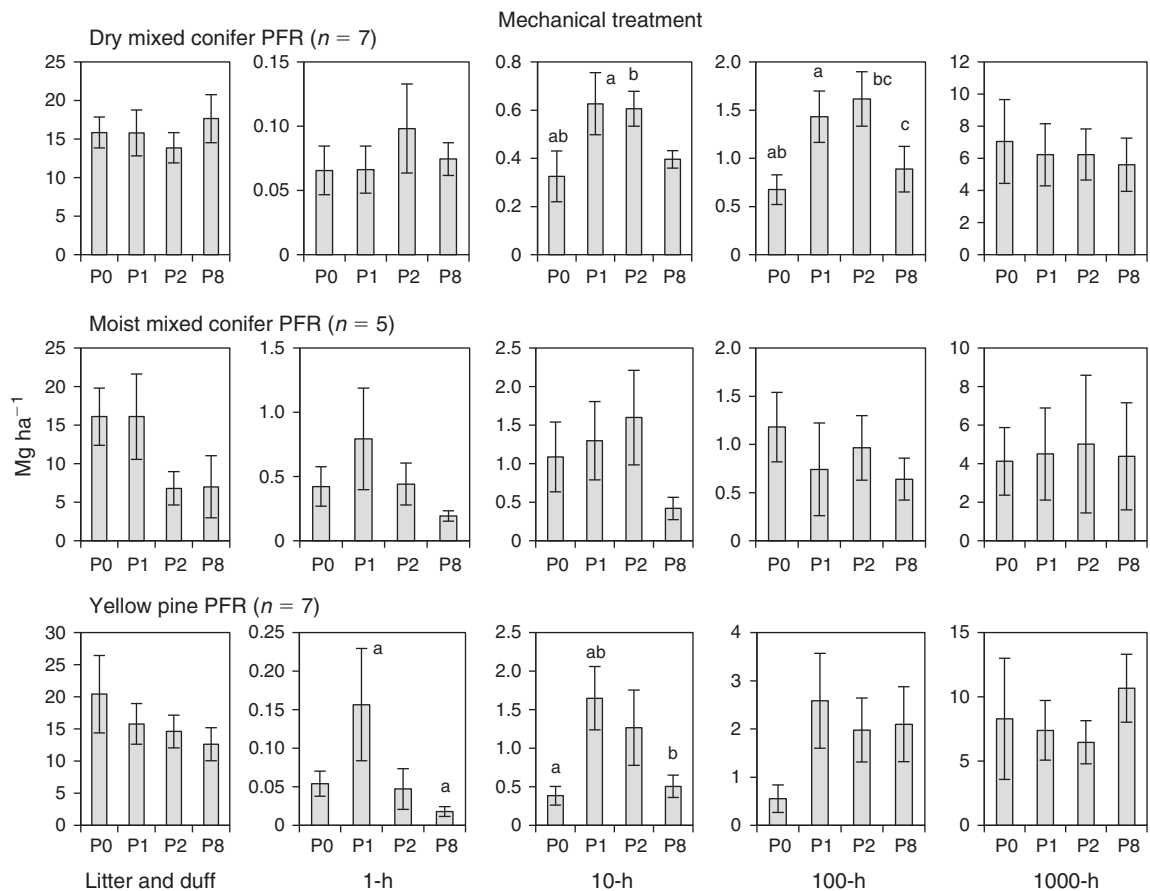 Mechanical treatment
Dry mixed conifer PFR (n = 7)
25 20 15 10 5 0
P0 P1 P2 P8
0.15 0.10 0.05 0
P0 P1 P2 P8
0.8 0.6 0.4 0.2 0
ab a b
P0 P1 P2 P8
2.0 1.5 1.0 0.5 0
ab a bc c
P0 P1 P2 P8
12 10 8 6 4 2 0
P0 P1 P2 P8
Moist mixed conifer PFR (n = 5)
Mg ha−1
25 20 15 10 5 0
P0 P1 P2 P8
1.5 1.0 0.5 0
P0 P1 P2 P8
2.5 2.0 1.5 1.0 0.5 0
P0 P1 P2 P8
2.0 1.5 1.0 0.5 0
P0 P1 P2 P8
10 8 6 4 2 0
P0 P1 P2 P8
Yellow pine PFR (n = 7)
30 25 20 15 10 5 0
P0 P1 P2 P8
0.25 0.20 0.15 0.10 0.05 0
a a
P0 P1 P2 P8
2.5 2.0 1.5 1.0 0.5 0
a ab b
P0 P1 P2 P8
4 3 2 1 0
P0 P1 P2 P8
15 10 5 0
P0 P1 P2 P8
Litter and duff 1-h 10-h 100-h 1000-h